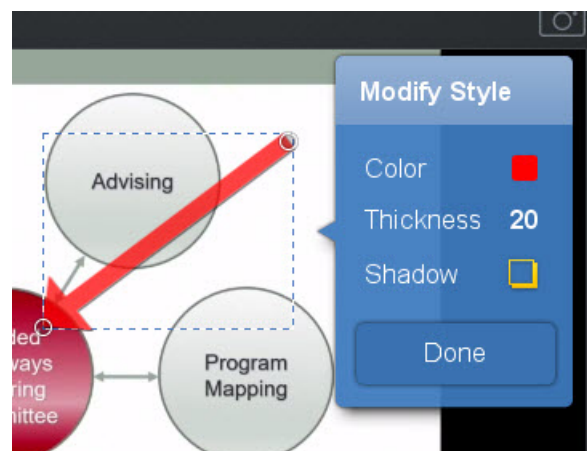 Modify Style
Color
Thickness 20
Shadow
Done
Advising
Program
Mapping